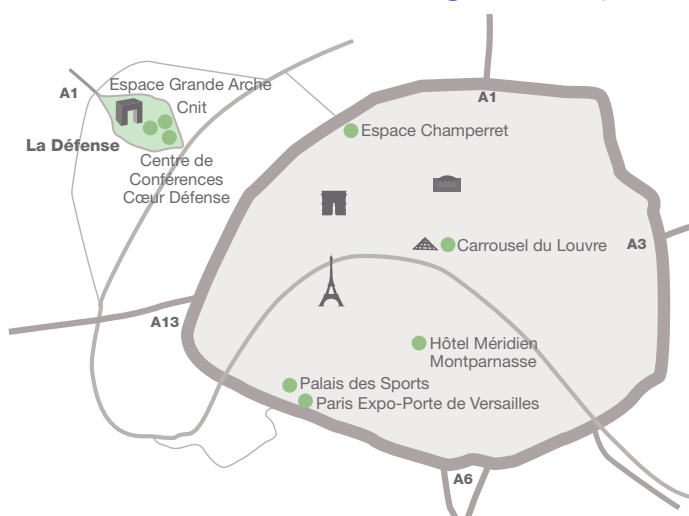 Espace Grande Arche
A1
Cnit
A1
La Défense
Espace Champerret
Centre de
Conférences
Cœur Défense
Carrousel du Louvre
A3
A13
Hôtel Méridien
Montparnasse
Palais des Sports
Paris Expo-Porte de Versailles
A6